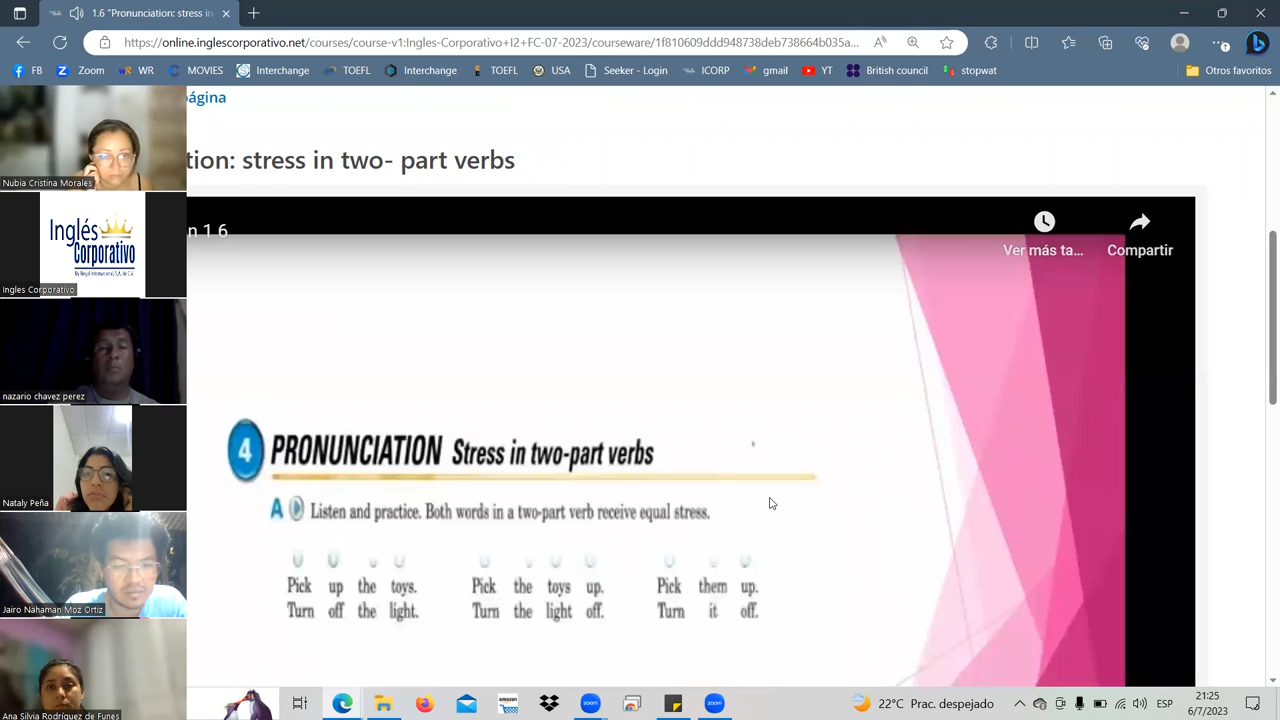 1.6 "Pronunciation: stress in
https://online.inglescorporativo.net/courses/course-v1:Ingles-Corporativo+I2+FC-07-2023/courseware/1f810609ddd948738deb738664b035a...
FB Zoom WR MOVIES Interchange TOEFL Interchange TOEFL USA Seeker - Login ICORP gmail YT British council stopwat Otros favoritos
página
tion: stress in two- part verbs
Nubia Cristina Morales
n 1.6
Ver más ta... Compartir
Inglés
Corporativo
Ingles Corporativo
nazario chavez perez
4 PRONUNCIATION Stress in two-part verbs
A Listen and practice. Both words in a two-part verb receive equal stress.
Pick up the toys. Pick the toys up. Pick them up.
Turn off the light. Turn the light off. Turn it off.
Nataly Peña
Jairo Nahaman Moz Ortiz
Ana Silvia Rodríguez de Funes
22°C Prac. despejado ESP 21:25
6/7/2023